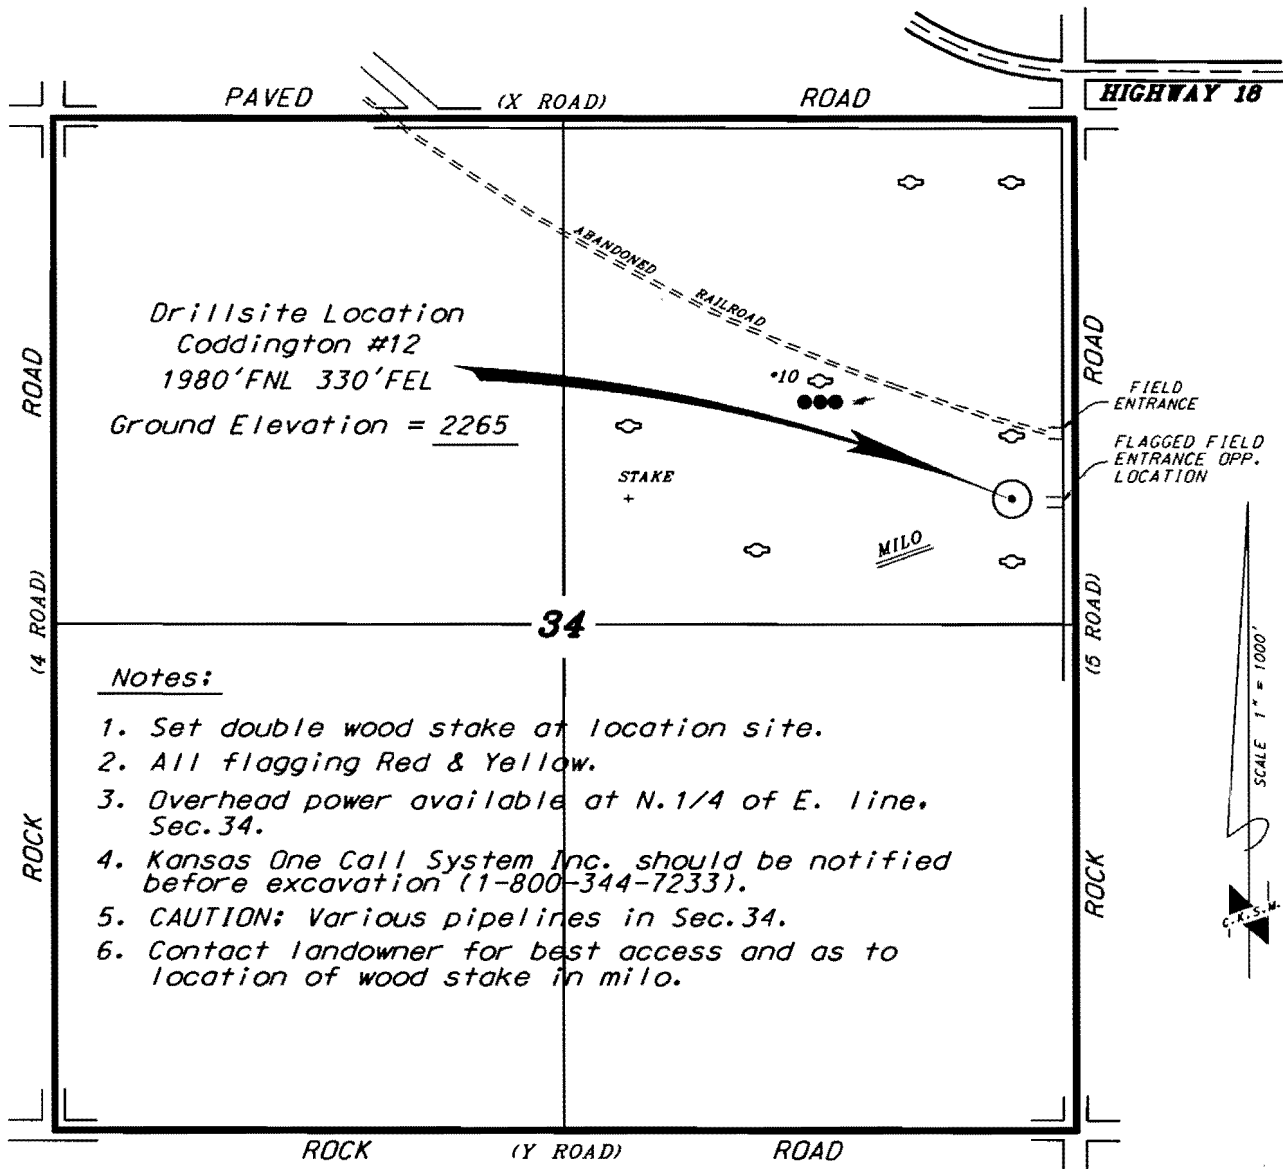 PAVED (X ROAD) ROAD
HIGHWAY 18
ABANDONED
RAILROAD
Drillsite Location
Coddington #12
1980'FNL 330'FEL
Ground Elevation = 2265
ROAD
(4 ROAD)
ROCK
10
STAKE
MILO
ROAD
(5 ROAD)
ROCK
FIELD
ENTRANCE
FLAGGED FIELD
ENTRANCE OPP.
LOCATION
34
SCALE 1" = 1000'
C.K.S.M.
Notes:
1. Set double wood stake at location site.
2. All flagging Red & Yellow.
3. Overhead power available at N.1/4 of E. line,
Sec.34.
4. Kansas One Call System Inc. should be notified
before excavation (1-800-344-7233).
5. CAUTION: Various pipelines in Sec.34.
6. Contact landowner for best access and as to
location of wood stake in milo.
ROCK (Y ROAD) ROAD